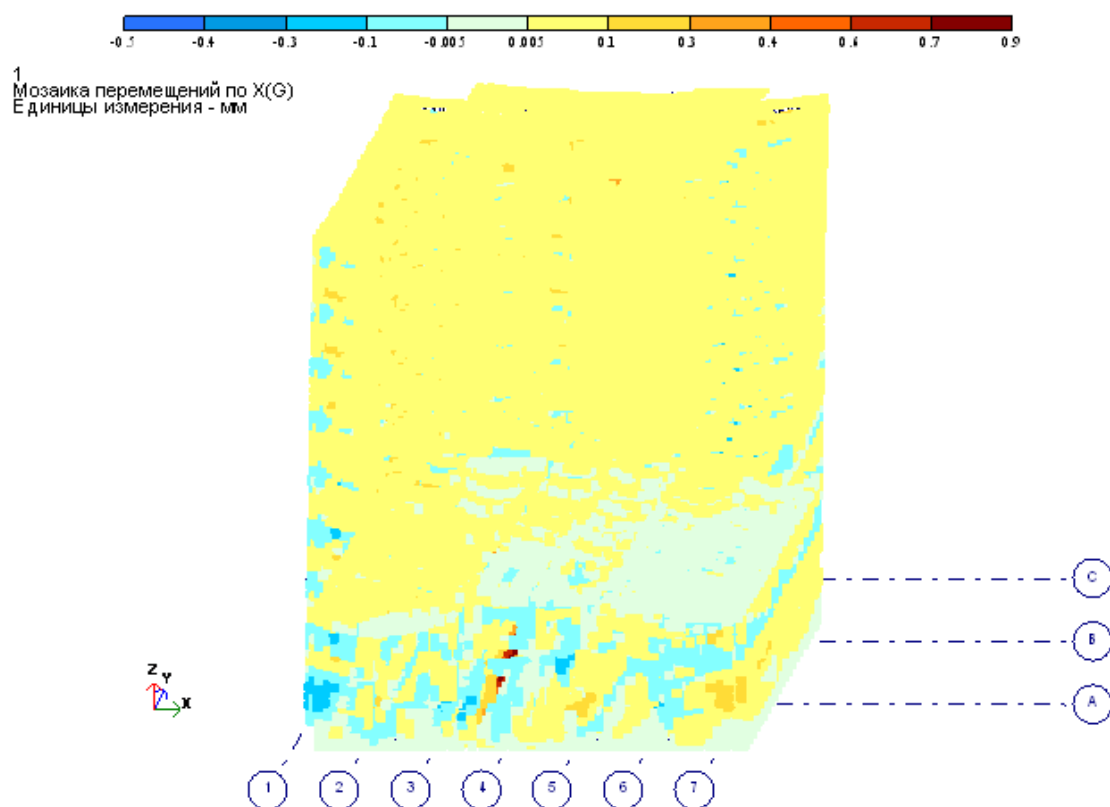 -0.5 -0.4 -0.3 -0.1 -0.005 0.005 0.1 0.3 0.4 0.6 0.7 0.9
1
Мозаика перемещений по X(G)
Единицы измерения - мм
C
B
Z
Y
X
A
1 2 3 4 5 6 7